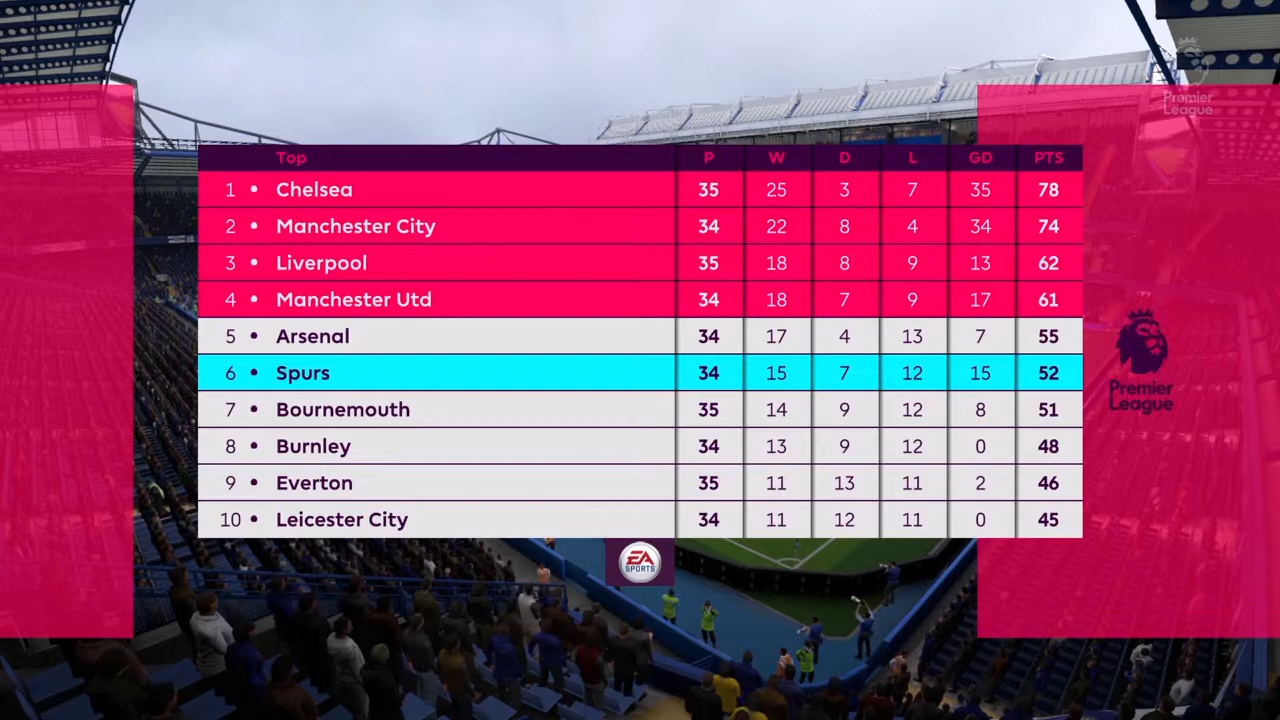 Premier
League
Top P W D L GD PTS
1 • Chelsea 35 25 3 7 35 78
2 • Manchester City 34 22 8 4 34 74
3 • Liverpool 35 18 8 9 13 62
4 • Manchester Utd 34 18 7 9 17 61
5 • Arsenal 34 17 4 13 7 55
6 • Spurs 34 15 7 12 15 52
7 • Bournemouth 35 14 9 12 8 51
8 • Burnley 34 13 9 12 0 48
9 • Everton 35 11 13 11 2 46
10 • Leicester City 34 11 12 11 0 45
Premier
League
EA
SPORTS